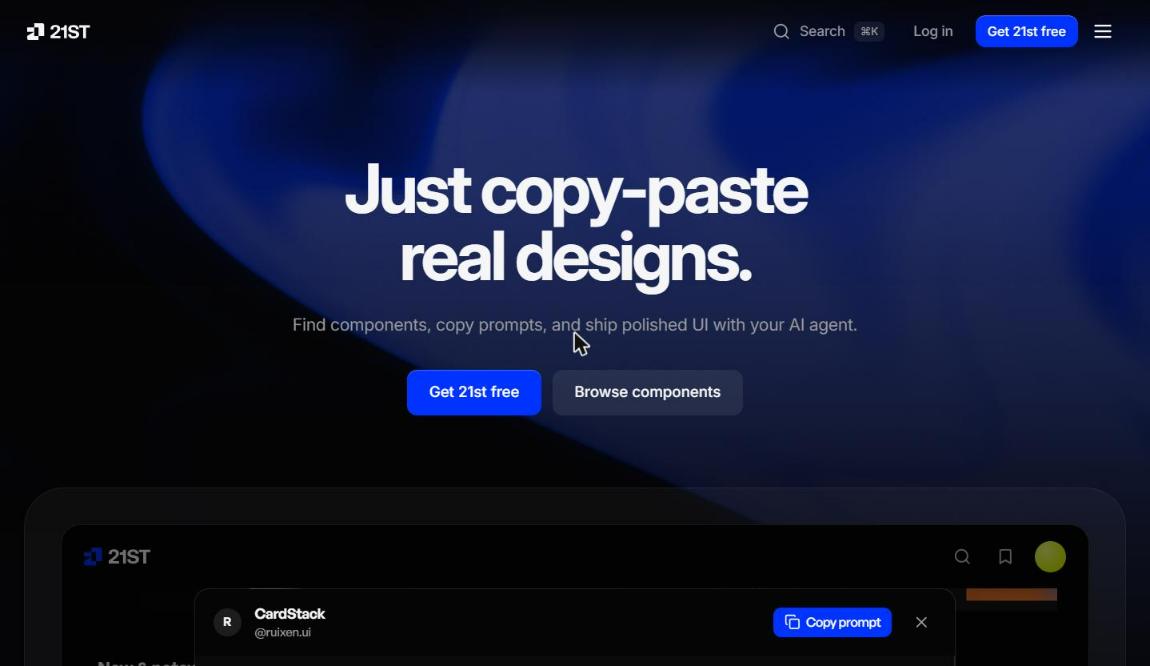 21ST
Search ⌘K Log in Get 21st free
Just copy-paste
real designs.
Find components, copy prompts, and ship polished UI with your AI agent.
Get 21st free Browse components
21ST
R CardStack
@ruixen.ui
Copy prompt